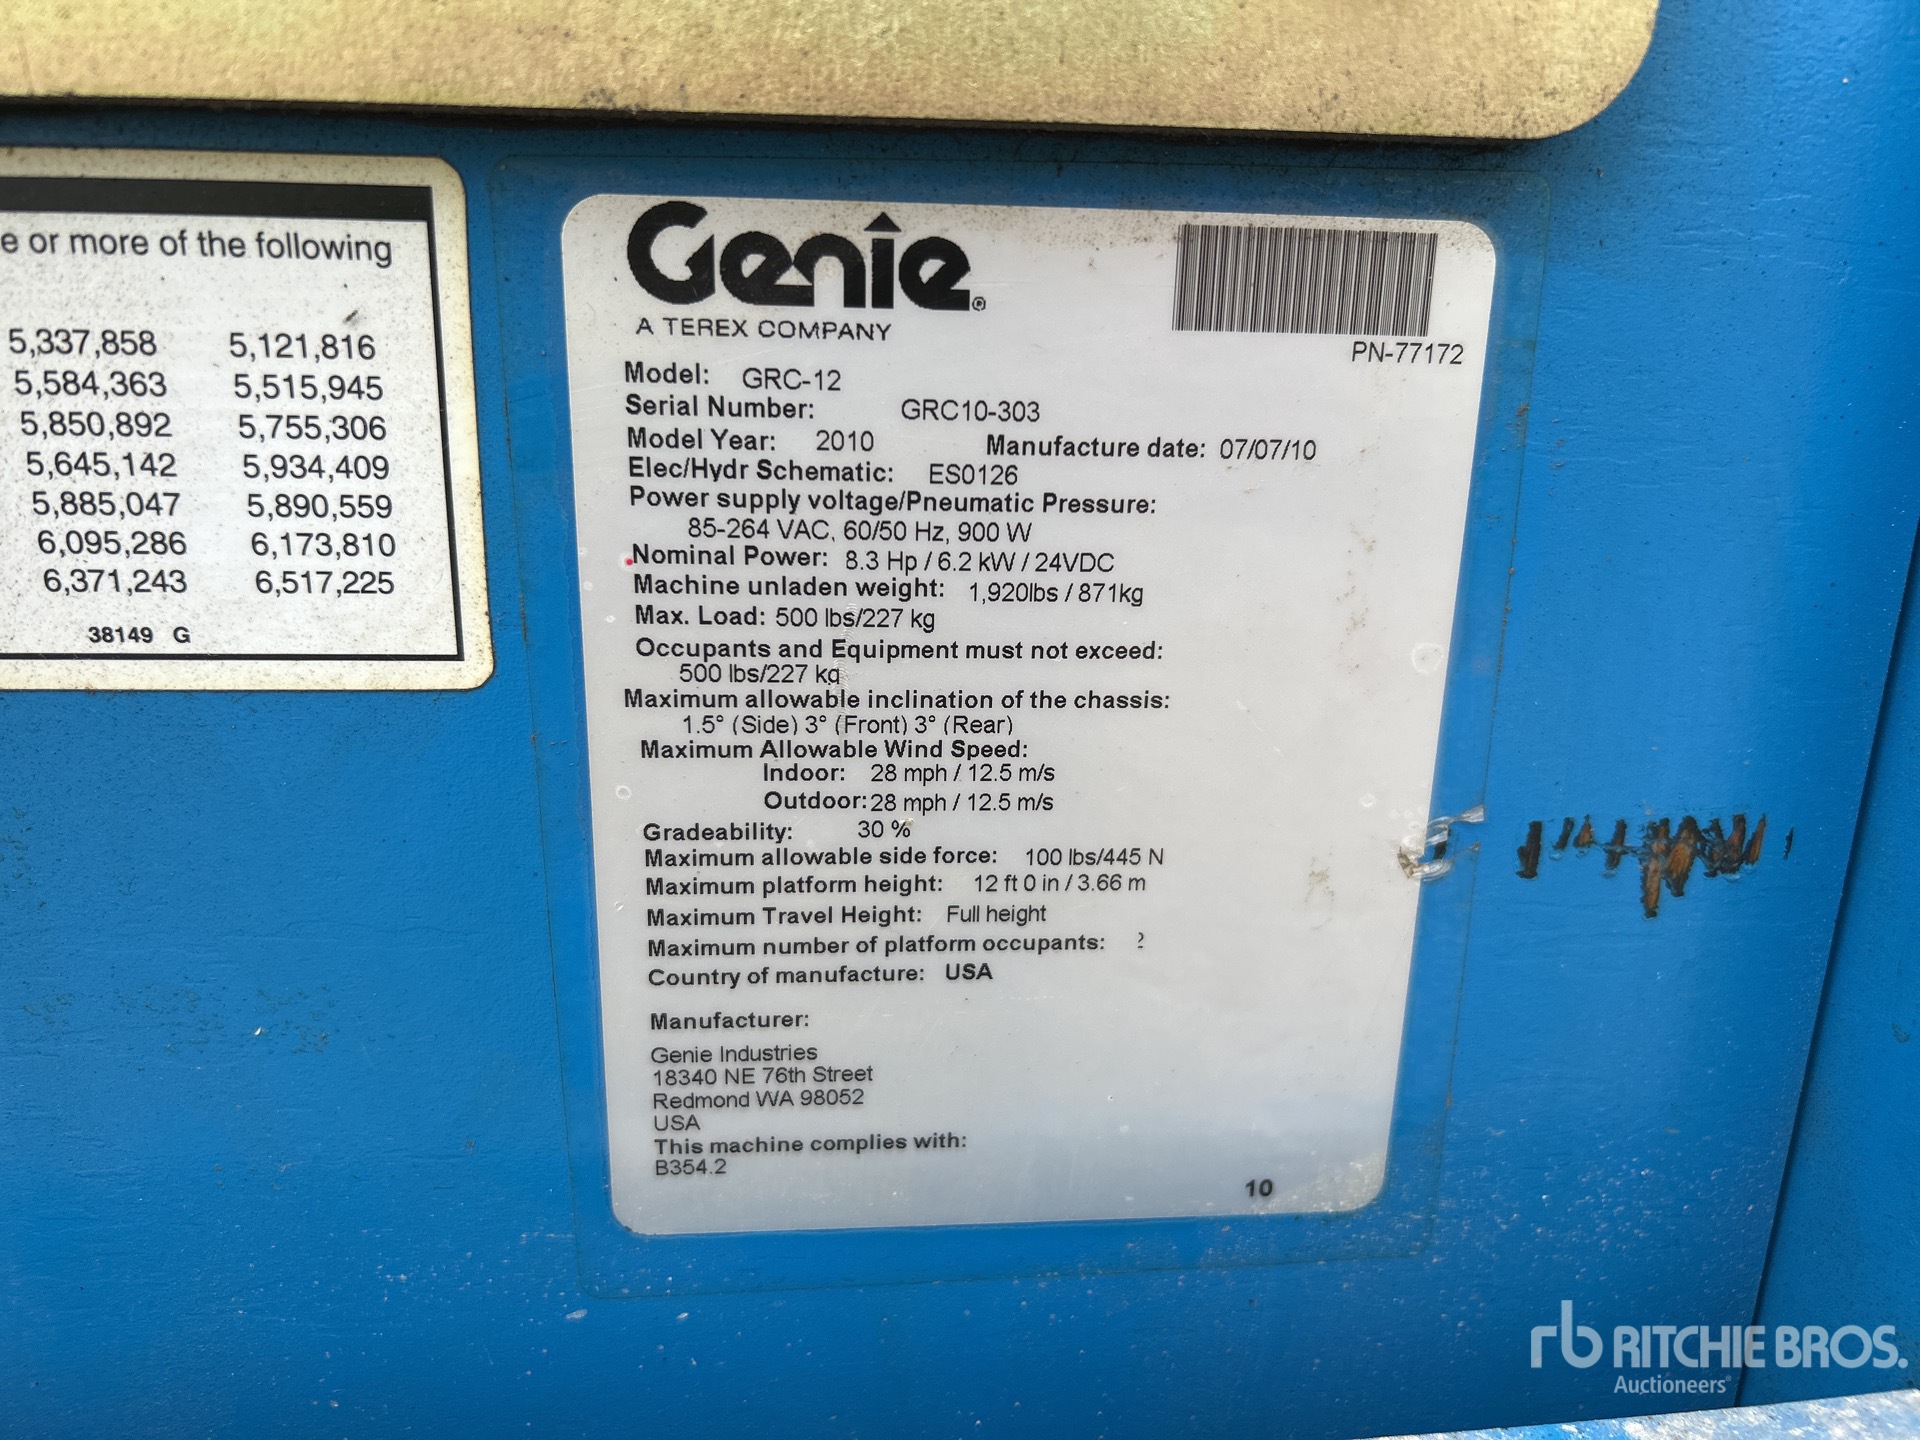 e or more of the following
5,337,858 5,121,816
5,584,363 5,515,945
5,850,892 5,755,306
5,645,142 5,934,409
5,885,047 5,890,559
6,095,286 6,173,810
6,371,243 6,517,225
38149 G
Genie®
A TEREX COMPANY
PN-77172
Model: GRC-12
Serial Number: GRC10-303
Model Year: 2010 Manufacture date: 07/07/10
Elec/Hydr Schematic: ES0126
Power supply voltage/Pneumatic Pressure:
85-264 VAC, 60/50 Hz, 900 W
Nominal Power: 8.3 Hp / 6.2 kW / 24VDC
Machine unladen weight: 1,920lbs / 871kg
Max. Load: 500 lbs/227 kg
Occupants and Equipment must not exceed:
500 lbs/227 kg
Maximum allowable inclination of the chassis:
1.5° (Side) 3° (Front) 3° (Rear)
Maximum Allowable Wind Speed:
Indoor: 28 mph / 12.5 m/s
Outdoor: 28 mph / 12.5 m/s
Gradeability: 30 %
Maximum allowable side force: 100 lbs/445 N
Maximum platform height: 12 ft 0 in / 3.66 m
Maximum Travel Height: Full height
Maximum number of platform occupants: 2
Country of manufacture: USA
Manufacturer:
Genie Industries
18340 NE 76th Street
Redmond WA 98052
USA
This machine complies with:
B354.2
10
rb RITCHIE BROS.
Auctioneers®